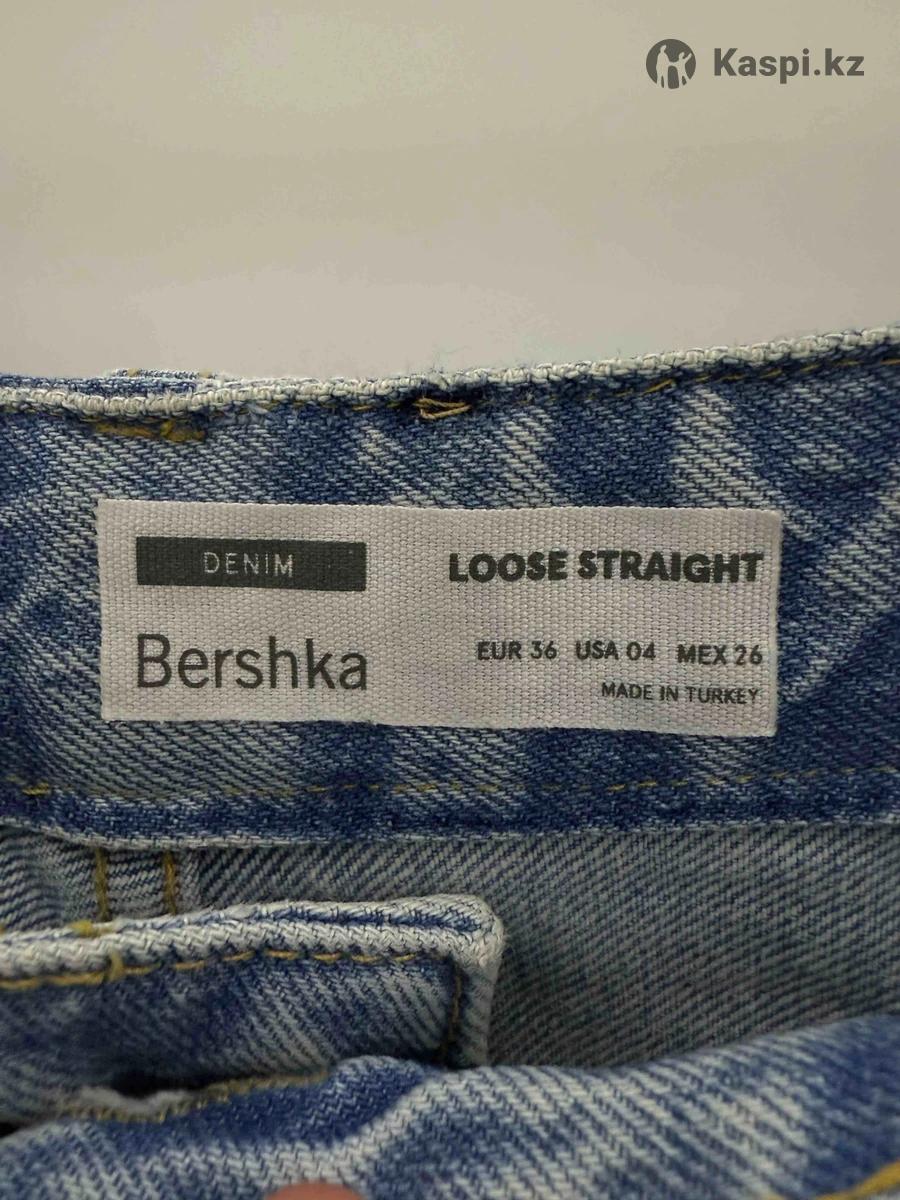 Kaspi.kz
DENIM
Bershka
LOOSE STRAIGHT
EUR 36 USA 04 MEX 26
MADE IN TURKEY